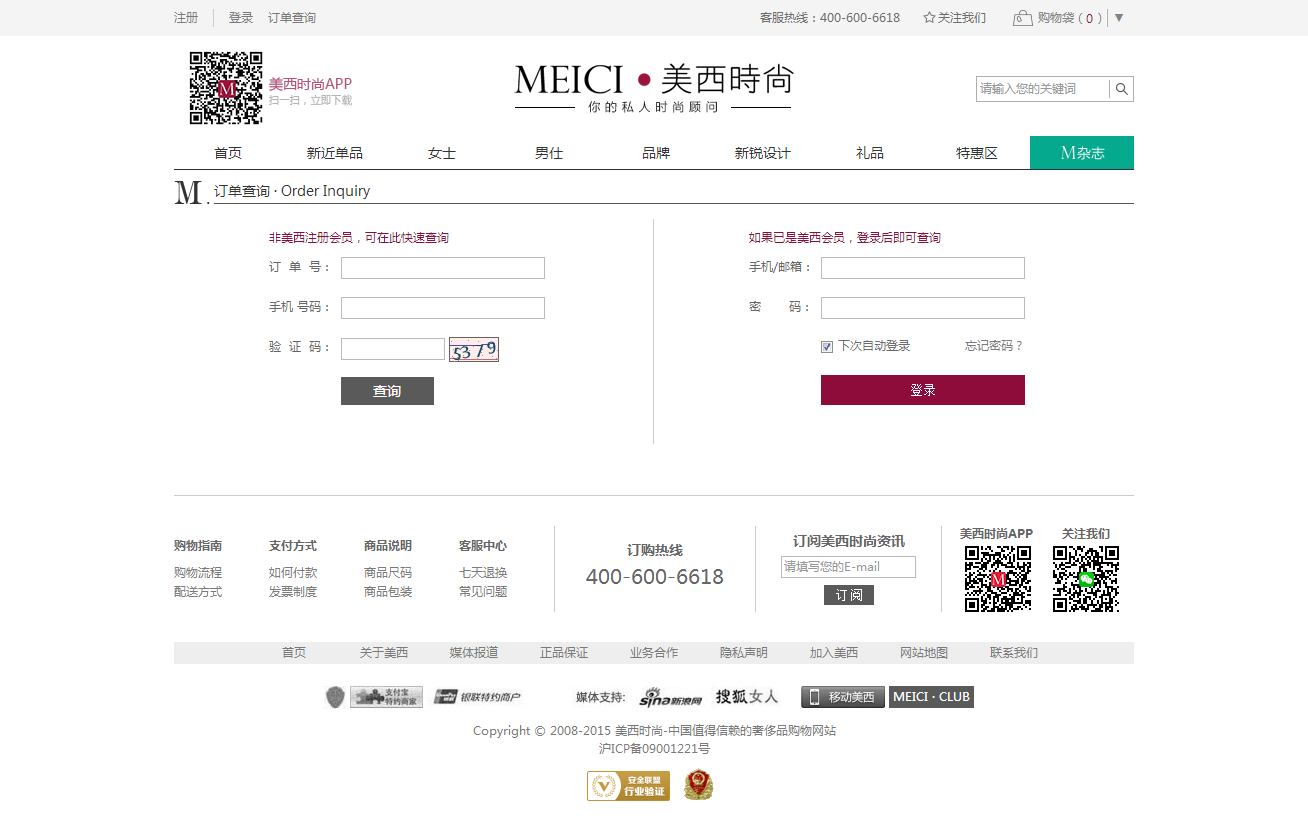 注册 登录 订单查询 客服热线：400-600-6618 关注我们 购物袋 ( 0 ) ▼
美西时尚APP
扫一扫，立即下载
MEICI • 美西時尚
你的私人时尚顾问
请输入您的关键词
首页 新近单品 女士 男仕 品牌 新锐设计 礼品 特惠区 M杂志
M. 订单查询 · Order Inquiry
非美西注册会员，可在此快速查询
订 单 号：
手机 号码：
验 证 码： 5379
查询
如果已是美西会员，登录后即可查询
手机/邮箱：
密 码：
下次自动登录 忘记密码？
登录
购物指南 支付方式 商品说明 客服中心
购物流程 如何付款 商品尺码 七天退换
配送方式 发票制度 商品包装 常见问题
订购热线
400-600-6618
订阅美西时尚资讯
请填写您的E-mail
订 阅
美西时尚APP 关注我们
首页 关于美西 媒体报道 正品保证 业务合作 隐私声明 加入美西 网站地图 联系我们
支付宝
特约商家
银联特约商户 媒体支持: sina新浪网 搜狐女人 移动美西 MEICI · CLUB
Copyright © 2008-2015 美西时尚-中国值得信赖的奢侈品购物网站
沪ICP备09001221号
安全联盟
行业验证